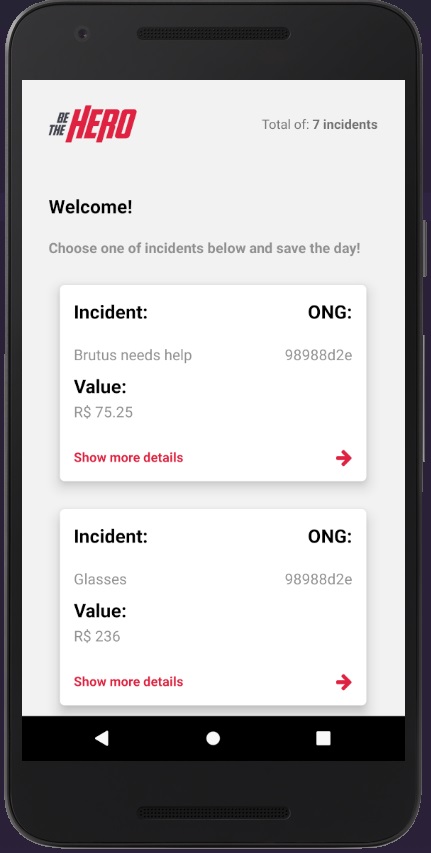 BE THE HERO
Total of: 7 incidents
Welcome!
Choose one of incidents below and save the day!
Incident: ONG:
Brutus needs help 98988d2e
Value:
R$ 75.25
Show more details
Incident: ONG:
Glasses 98988d2e
Value:
R$ 236
Show more details